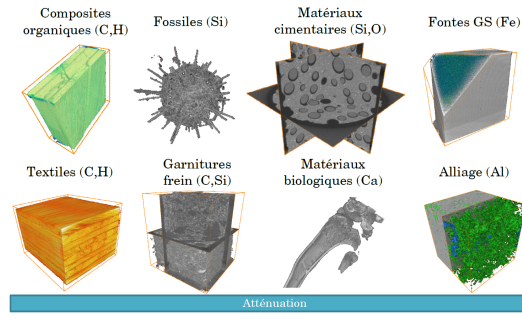 Composites
organiques (C,H)
Fossiles (Si)
Matériaux
cimentaires (Si,O)
Fontes GS (Fe)
Textiles (C,H)
Garnitures
frein (C,Si)
Matériaux
biologiques (Ca)
Alliage (Al)
Atténuation